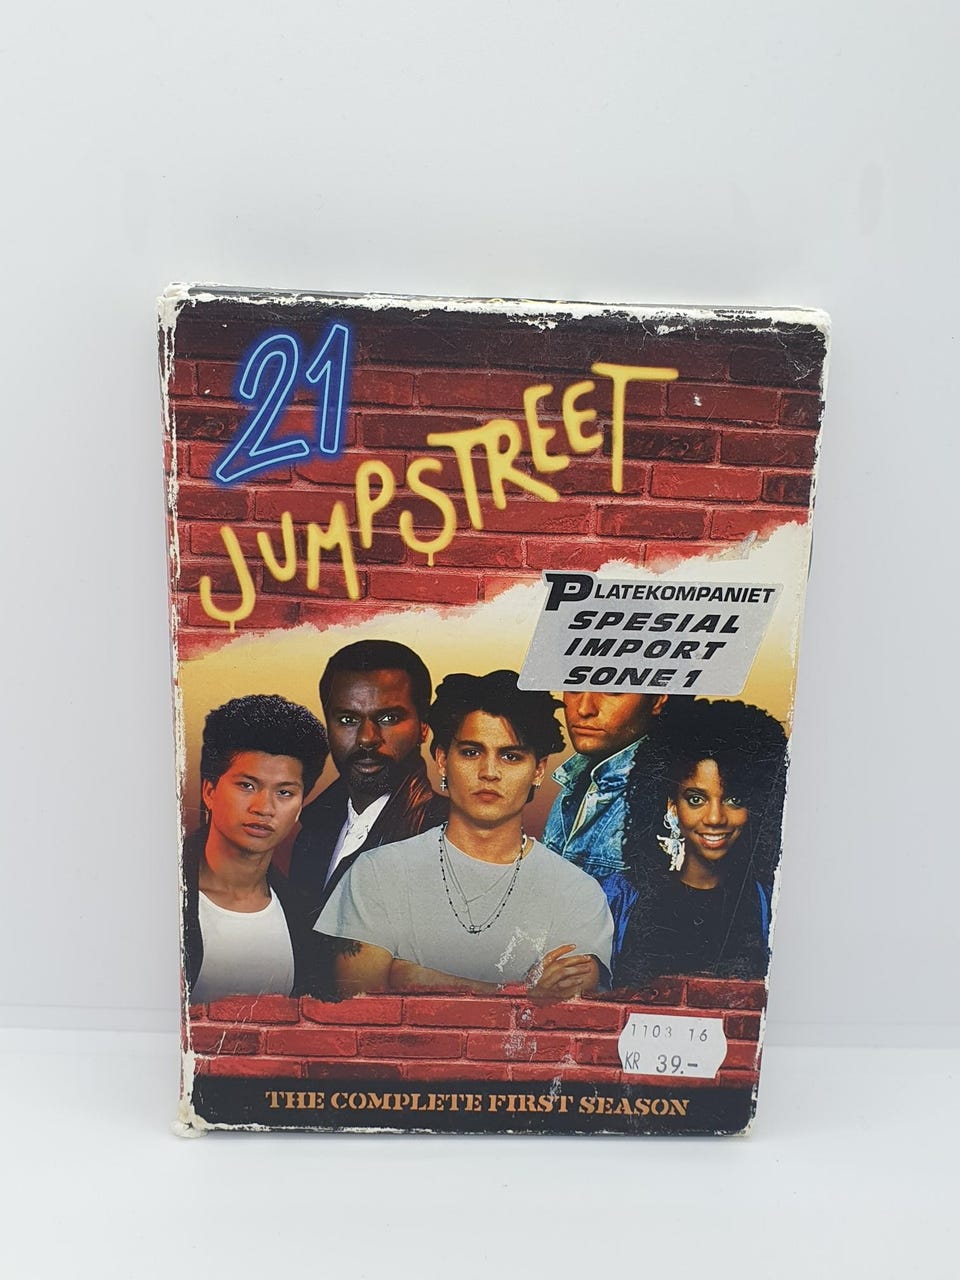 21
JUMPSTREET
PLATEKOMPANIET
SPESIAL
IMPORT
SONE 1
1103 16
KR 39.-
THE COMPLETE FIRST SEASON